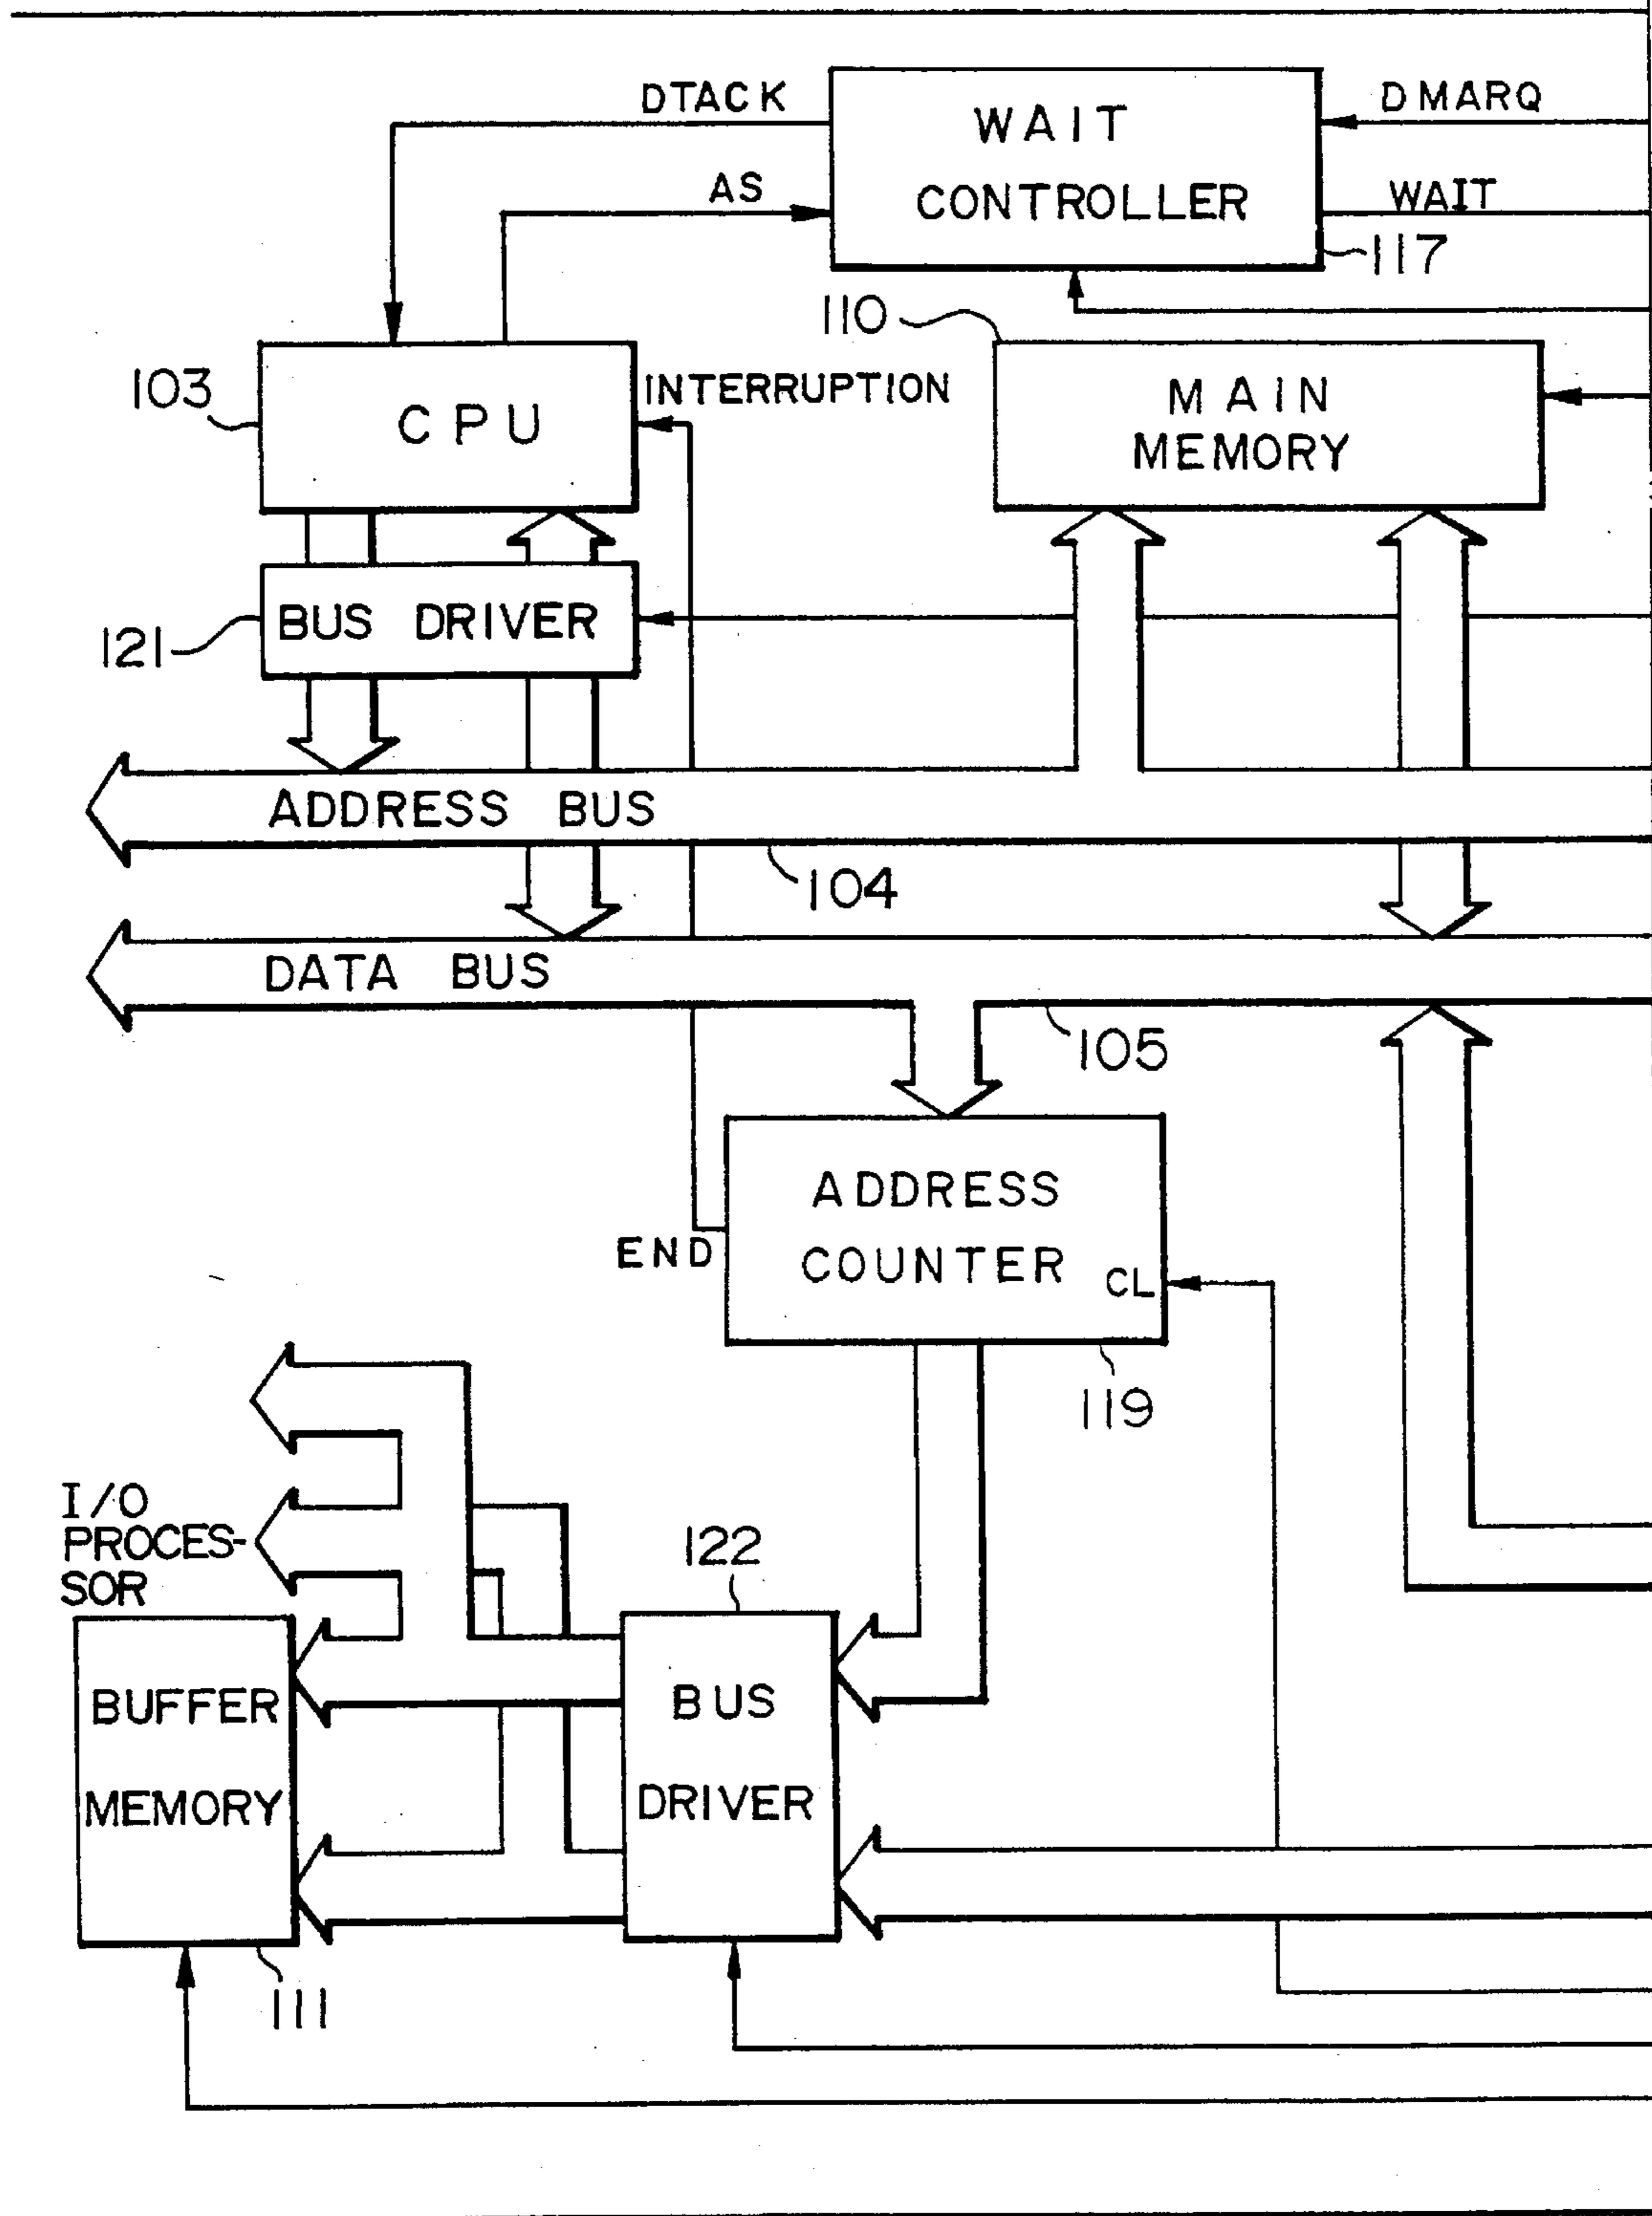 DTACK
DMARQ
WAIT
CONTROLLER
AS
WAIT
117
110
103
CPU
INTERRUPTION
MAIN
MEMORY
BUS DRIVER
121
ADDRESS BUS
104
DATA BUS
105
ADDRESS
COUNTER
END
CL
119
I/O
PROCES-
SOR
122
BUFFER
MEMORY
BUS
DRIVER
111